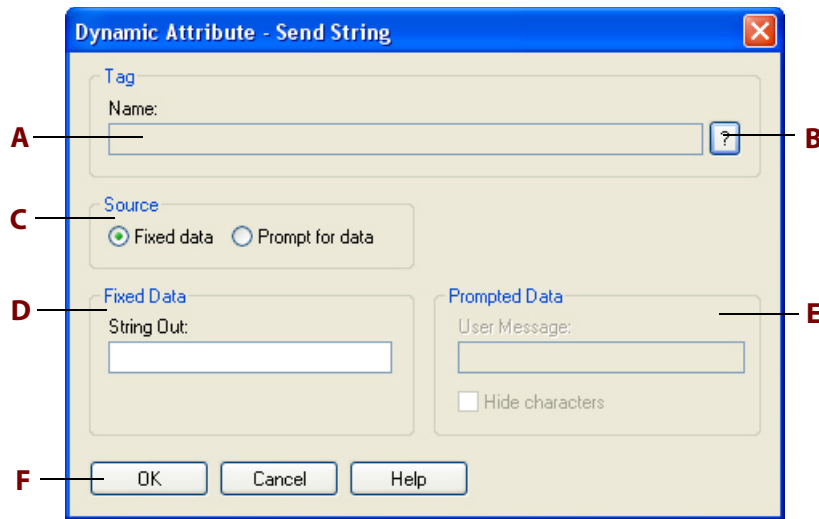 Dynamic Attribute - Send String
Tag
Name:
A
?
B
Source
C
Fixed data Prompt for data
Fixed Data
Prompted Data
D
E
String Out:
User Message:
Hide characters
F
OK Cancel Help